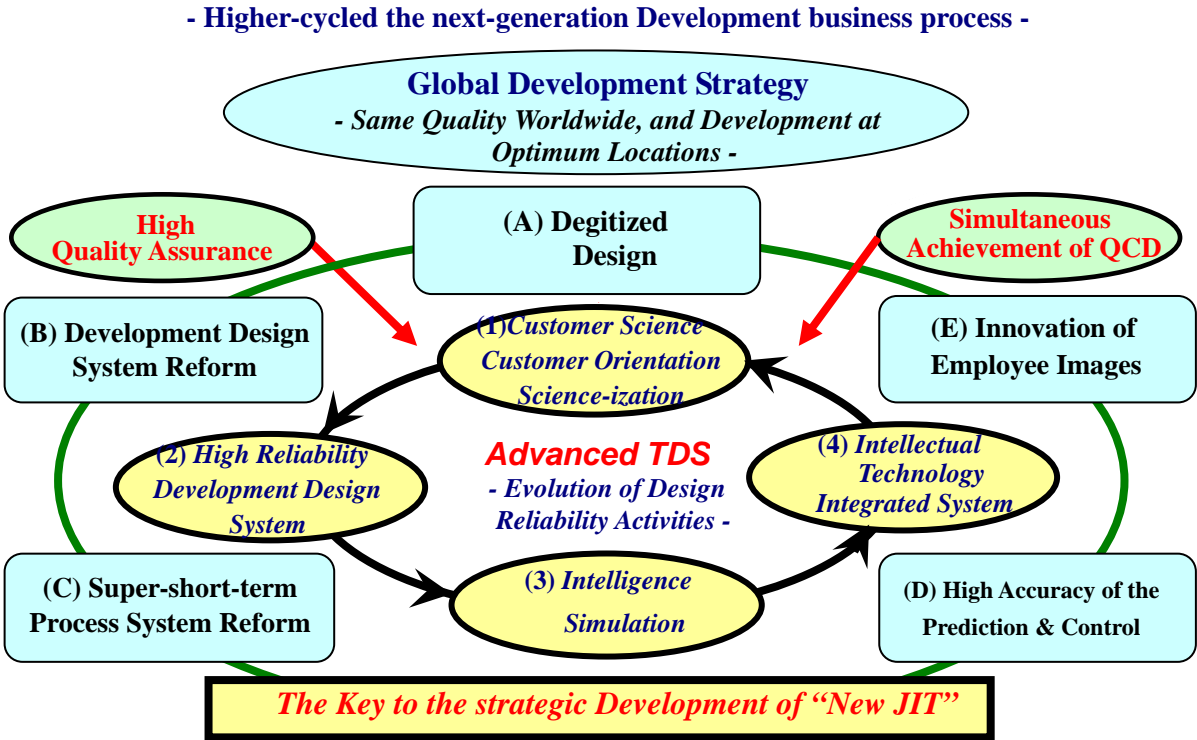 - Higher-cycled the next-generation Development business process -
Global Development Strategy
- Same Quality Worldwide, and Development at
Optimum Locations -
High
Quality Assurance
(A) Degitized
Design
Simultaneous
Achievement of QCD
(B) Development Design
System Reform
(1)Customer Science
Customer Orientation
Science-ization
(E) Innovation of
Employee Images
(2) High Reliability
Development Design
System
Advanced TDS
- Evolution of Design
Reliability Activities -
(4) Intellectual
Technology
Integrated System
(C) Super-short-term
Process System Reform
(3) Intelligence
Simulation
(D) High Accuracy of the
Prediction & Control
The Key to the strategic Development of “New JIT”